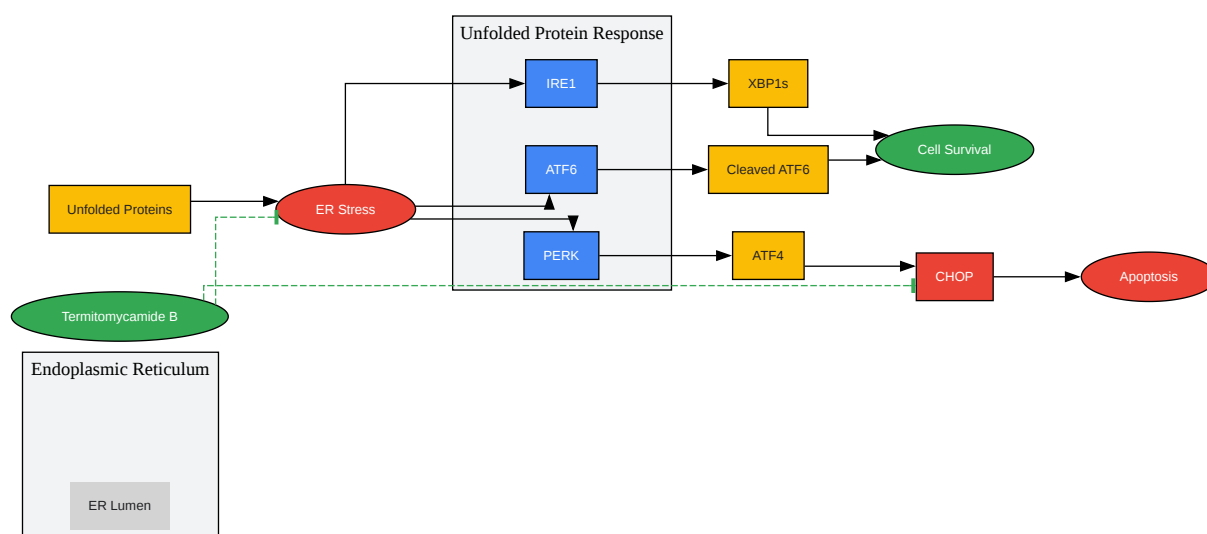 Unfolded Protein Response
IRE1
XBP1s
Cell Survival
ATF6
Cleaved ATF6
Unfolded Proteins
ER Stress
PERK
ATF4
CHOP
Apoptosis
Termitomycamide B
Endoplasmic Reticulum
ER Lumen